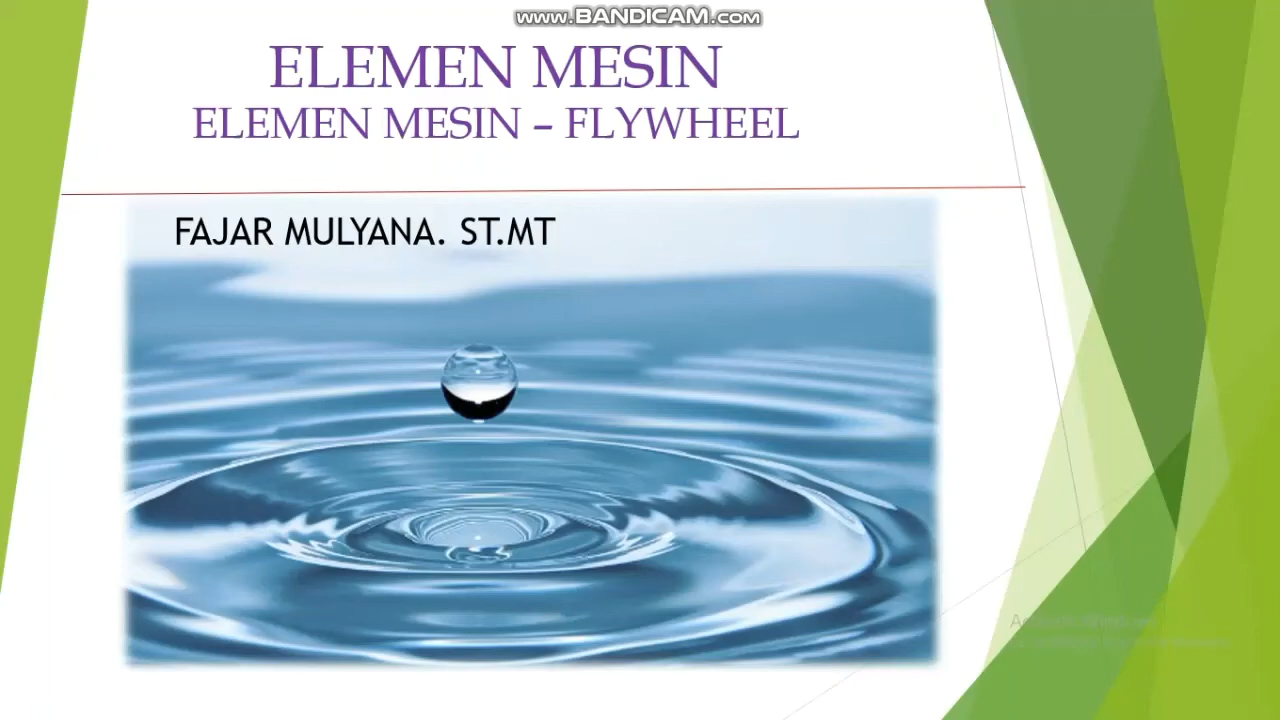 www.BANDICAM.com
ELEMEN MESIN
ELEMEN MESIN – FLYWHEEL
FAJAR MULYANA. ST.MT